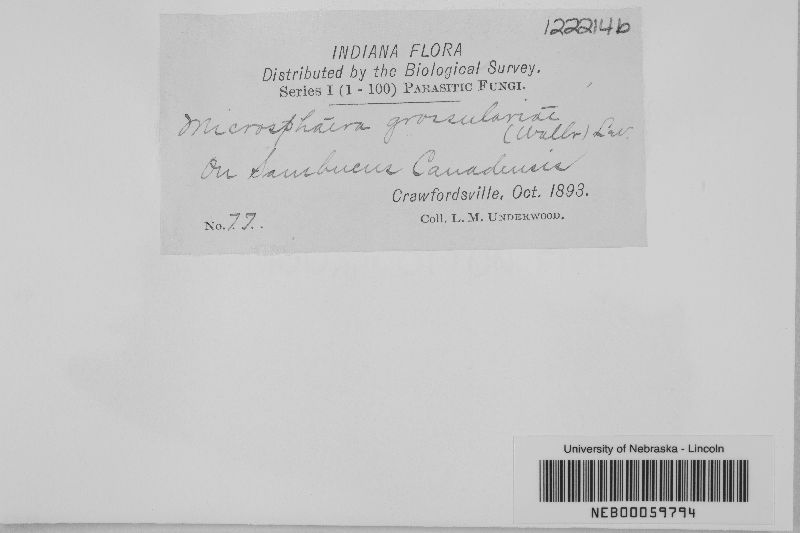 122214b
INDIANA FLORA
Distributed by the Biological Survey.
Series I (1 - 100) PARASITIC FUNGI.
Microsphaera grossulariae
(Wallr) Lev.
On Sambucus Canadensis
Crawfordsville, Oct. 1893.
No. 77.
Coll. L. M. UNDERWOOD.
University of Nebraska - Lincoln
NEB00059794